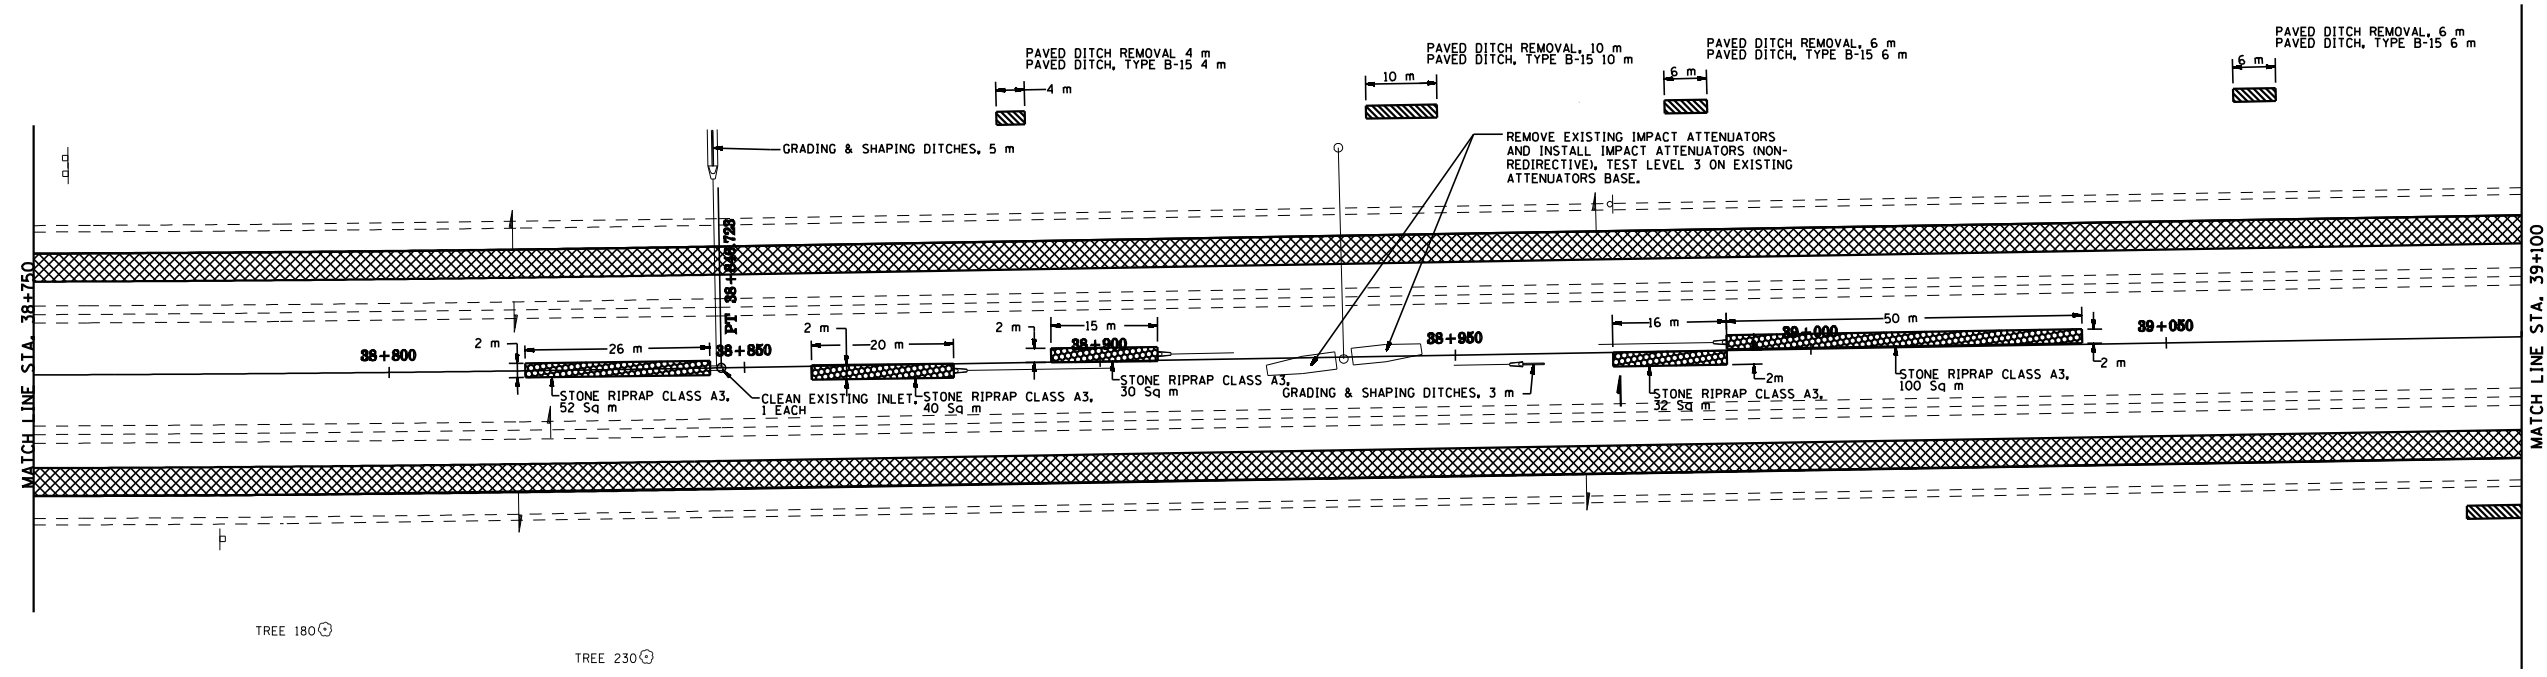 PAVED DITCH REMOVAL 4 m
PAVED DITCH, TYPE B-15 4 m
4 m
PAVED DITCH REMOVAL, 10 m
PAVED DITCH, TYPE B-15 10 m
10 m
PAVED DITCH REMOVAL, 6 m
PAVED DITCH, TYPE B-15 6 m
6 m
PAVED DITCH REMOVAL, 6 m
PAVED DITCH, TYPE B-15 6 m
6 m
GRADING & SHAPING DITCHES, 5 m
REMOVE EXISTING IMPACT ATTENUATORS
AND INSTALL IMPACT ATTENUATORS (NON-
REDIRECTIVE), TEST LEVEL 3 ON EXISTING
ATTENUATORS BASE.
MATCH LINE STA. 38+750
MATCH LINE STA. 39+100
38+800
2 m
26 m
38+850
2 m
20 m
2 m
15 m
38+900
38+950
16 m
39+000
50 m
39+050
2 m
2m
STONE RIPRAP CLASS A3,
52 Sq m
CLEAN EXISTING INLET,
1 EACH
STONE RIPRAP CLASS A3,
40 Sq m
STONE RIPRAP CLASS A3,
30 Sq m
GRADING & SHAPING DITCHES, 3 m
STONE RIPRAP CLASS A3,
32 Sq m
STONE RIPRAP CLASS A3,
100 Sq m
TREE 180
TREE 230